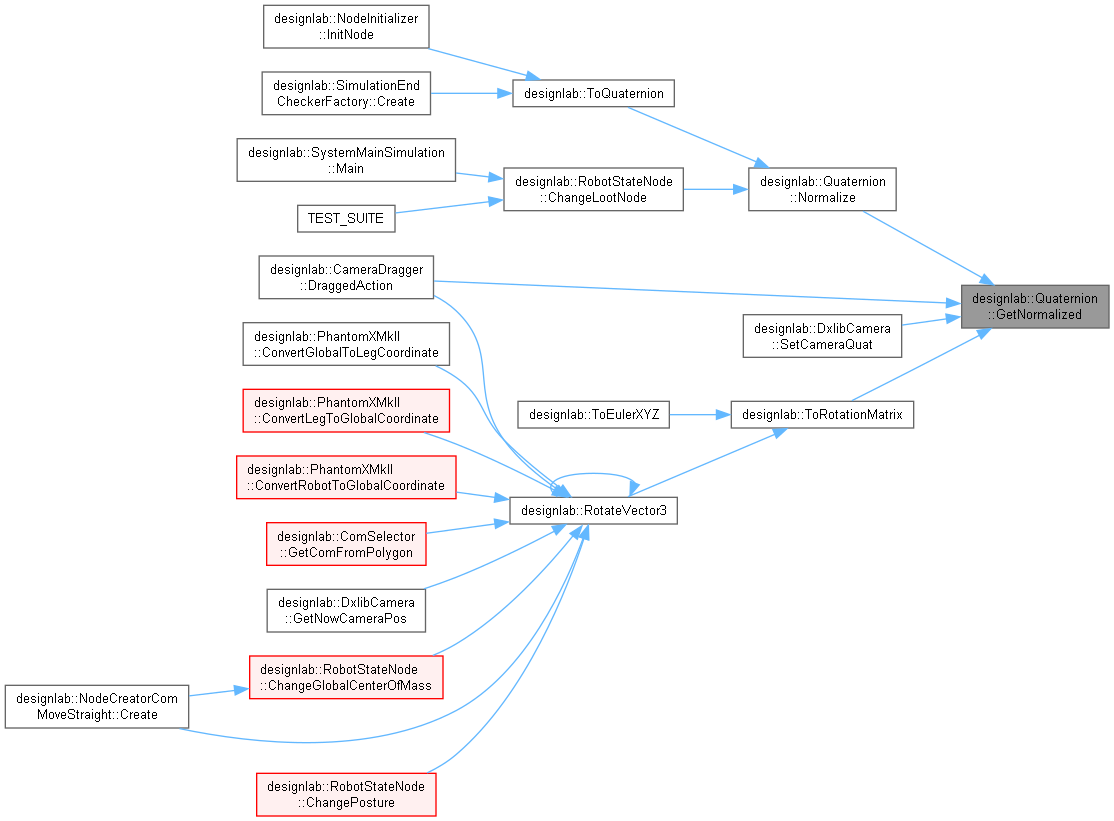 designlab::NodeInitializer
::InitNode
designlab::SimulationEnd
CheckerFactory::Create
designlab::ToQuaternion
designlab::SystemMainSimulation
::Main
designlab::RobotStateNode
::ChangeLootNode
designlab::Quaternion
::Normalize
TEST_SUITE
designlab::CameraDragger
::DraggedAction
designlab::Quaternion
::GetNormalized
designlab::DxlibCamera
::SetCameraQuat
designlab::PhantomXMkII
::ConvertGlobalToLegCoordinate
designlab::PhantomXMkII
::ConvertLegToGlobalCoordinate
designlab::ToEulerXYZ
designlab::ToRotationMatrix
designlab::PhantomXMkII
::ConvertRobotToGlobalCoordinate
designlab::RotateVector3
designlab::ComSelector
::GetComFromPolygon
designlab::DxlibCamera
::GetNowCameraPos
designlab::RobotStateNode
::ChangeGlobalCenterOfMass
designlab::NodeCreatorCom
MoveStraight::Create
designlab::RobotStateNode
::ChangePosture